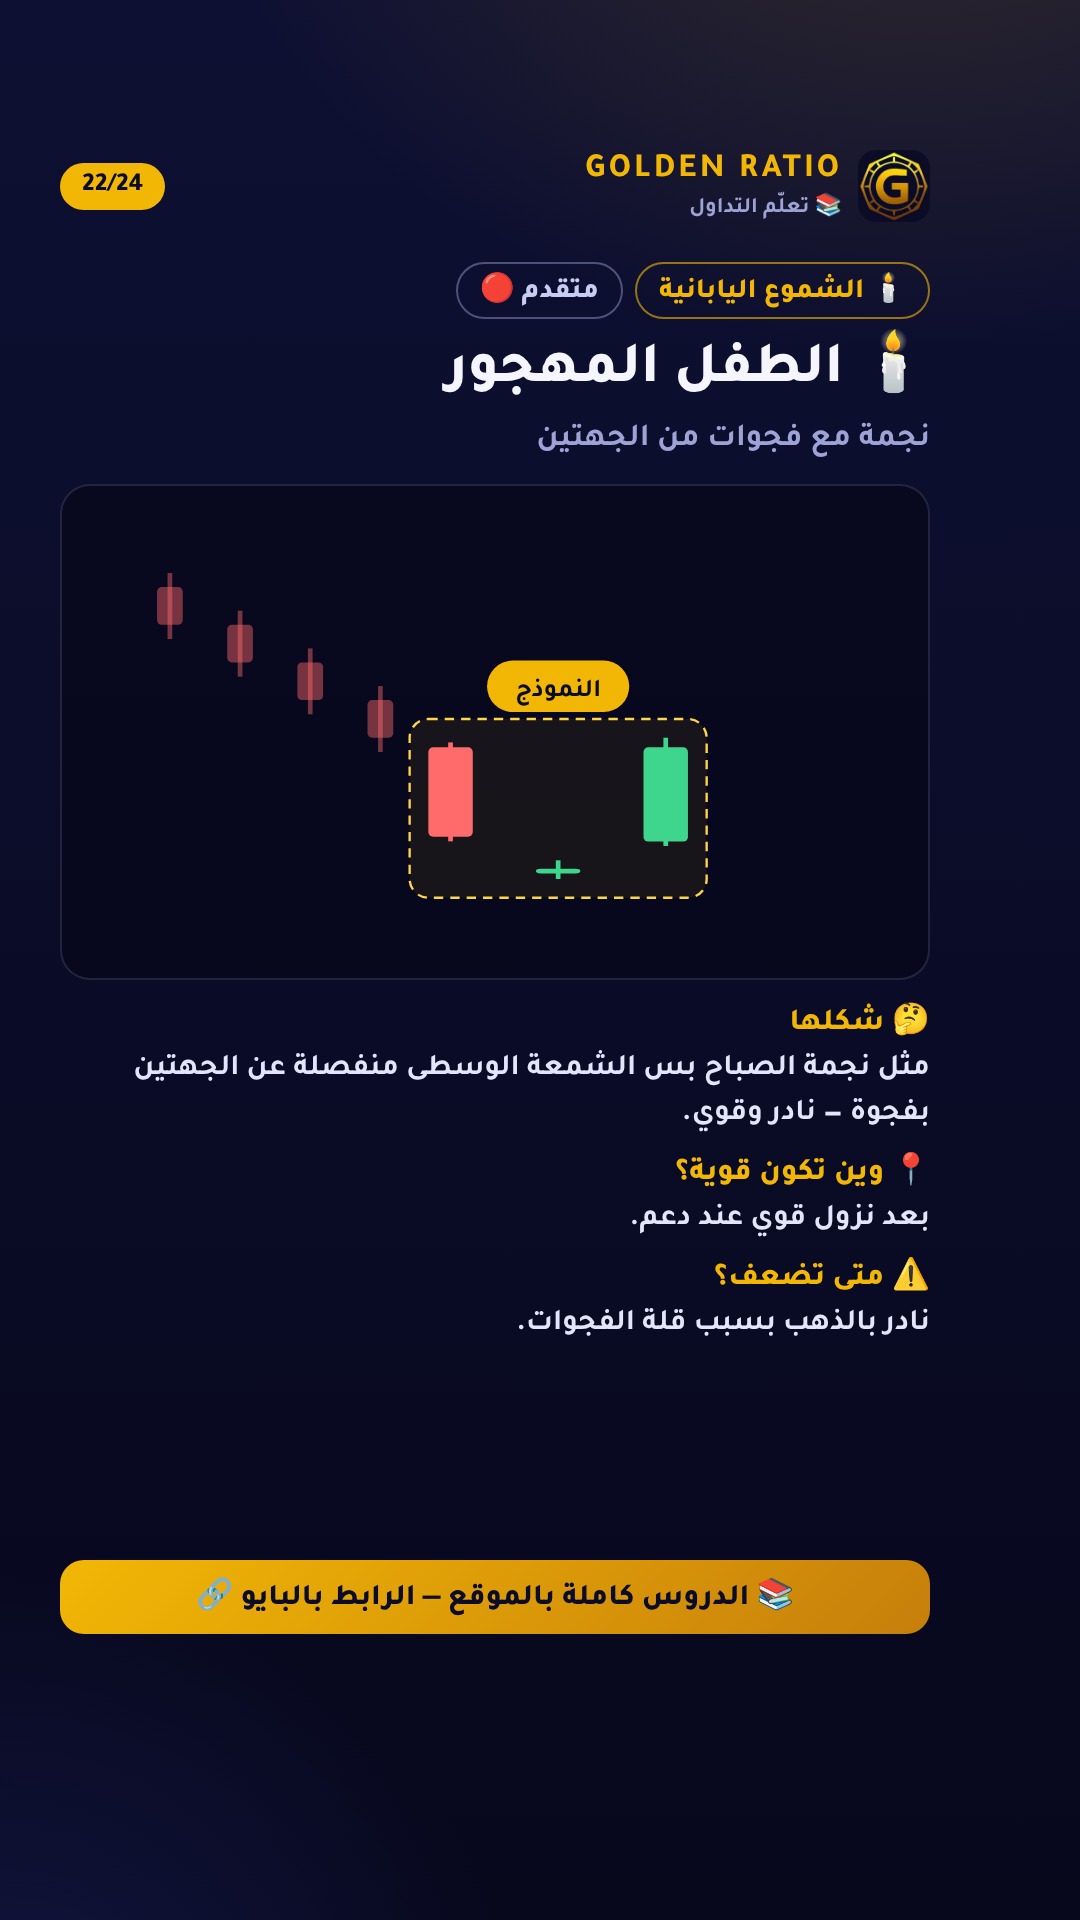 GOLDEN RATIO
📚 تعلّم التداول
22/24
🕯️ الشموع اليابانية
متقدم 🔴
🕯️ الطفل المهجور
نجمة مع فجوات من الجهتين
النموذج
🤔 شكلها
مثل نجمة الصباح بس الشمعة الوسطى منفصلة عن الجهتين
بفجوة – نادر وقوي.
📍 وين تكون قوية؟
بعد نزول قوي عند دعم.
⚠️ متى تضعف؟
نادر بالذهب بسبب قلة الفجوات.
📚 الدروس كاملة بالموقع – الرابط بالبايو 🔗